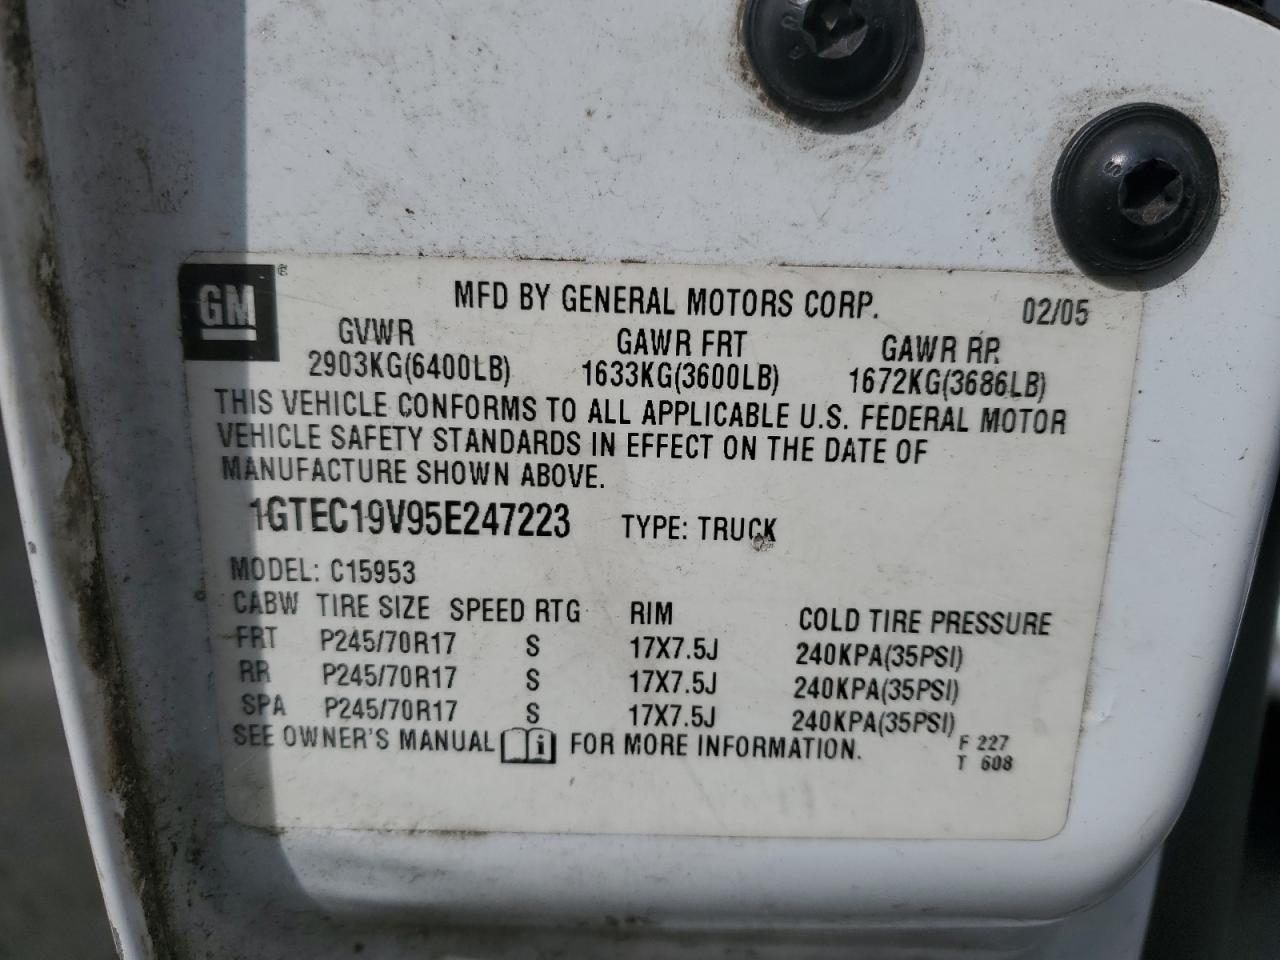 GM ®
MFD BY GENERAL MOTORS CORP. 02/05
GVWR GAWR FRT GAWR RR
2903KG(6400LB) 1633KG(3600LB) 1672KG(3686LB)
THIS VEHICLE CONFORMS TO ALL APPLICABLE U.S. FEDERAL MOTOR
VEHICLE SAFETY STANDARDS IN EFFECT ON THE DATE OF
MANUFACTURE SHOWN ABOVE.
1GTEC19V95E247223 TYPE: TRUCK
MODEL: C15953
CABW TIRE SIZE SPEED RTG RIM COLD TIRE PRESSURE
FRT P245/70R17 S 17X7.5J 240KPA(35PSI)
RR P245/70R17 S 17X7.5J 240KPA(35PSI)
SPA P245/70R17 S 17X7.5J 240KPA(35PSI)
SEE OWNER'S MANUAL i FOR MORE INFORMATION. F 227
T 608